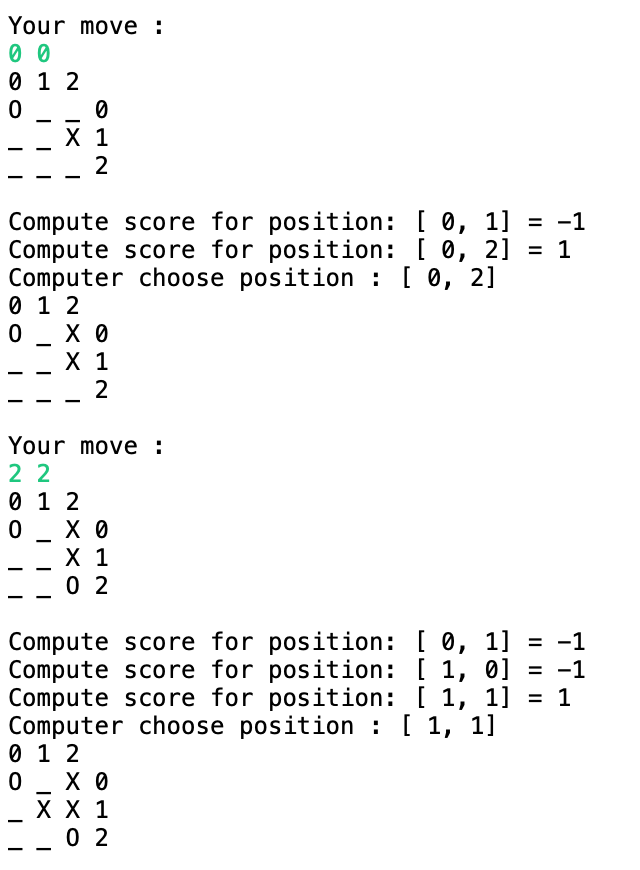 Your move :
0 0
0 1 2
O _ _ 0
_ _ X 1
_ _ _ 2
Compute score for position: [ 0, 1] = -1
Compute score for position: [ 0, 2] = 1
Computer choose position : [ 0, 2]
0 1 2
O _ X 0
_ _ X 1
_ _ _ 2
Your move :
2 2
0 1 2
O _ X 0
_ _ X 1
_ _ O 2
Compute score for position: [ 0, 1] = -1
Compute score for position: [ 1, 0] = -1
Compute score for position: [ 1, 1] = 1
Computer choose position : [ 1, 1]
0 1 2
O _ X 0
_ X X 1
_ _ O 2